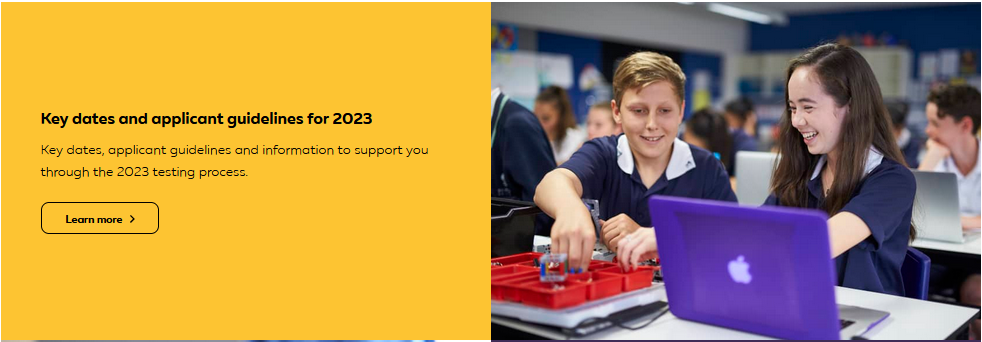 Key dates and applicant guidelines for 2023
Key dates, applicant guidelines and information to support you
through the 2023 testing process.
Learn more